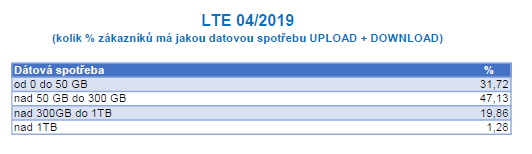 LTE 04/2019
(kolik % zákazníků má jakou datovou spotřebu UPLOAD + DOWNLOAD)
Dátová spotřeba %
od 0 do 50 GB 31,72
nad 50 GB do 300 GB 47,13
nad 300GB do 1TB 19,86
nad 1TB 1,28